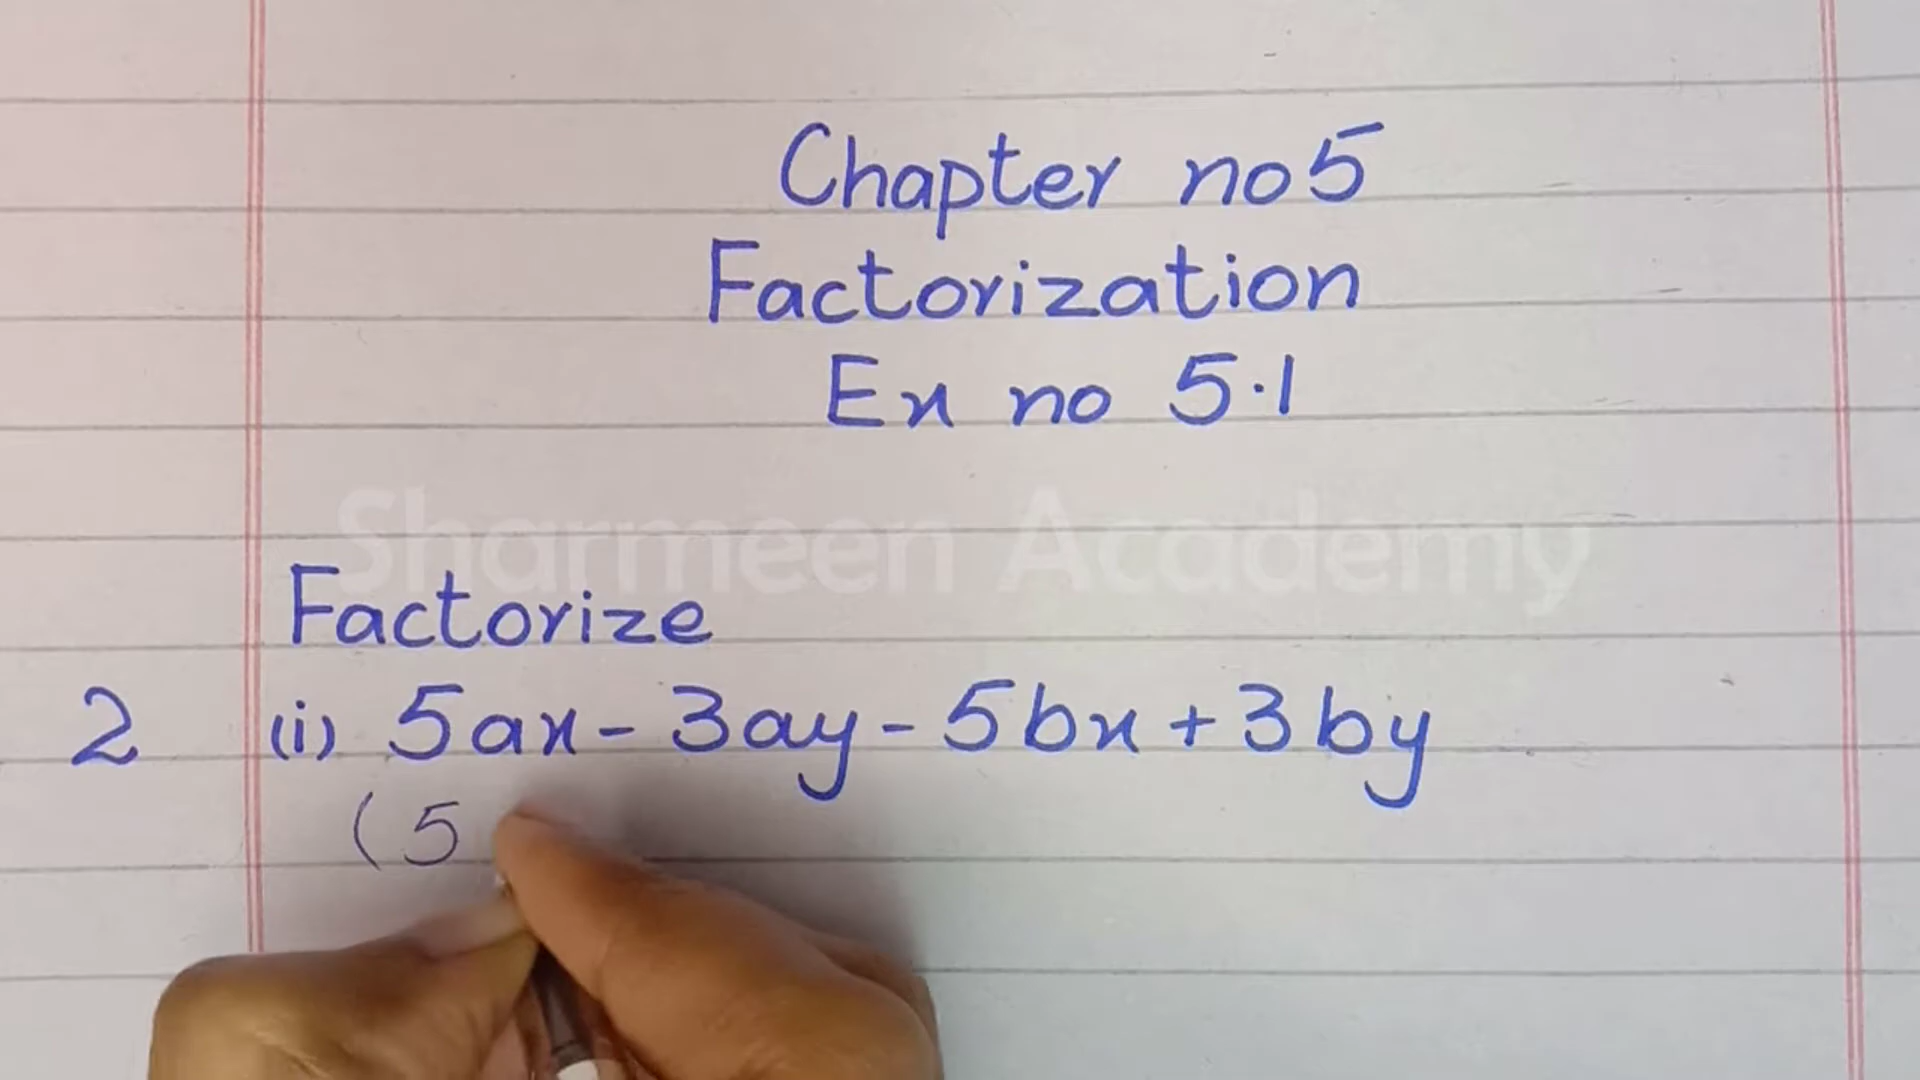 Chapter no 5
Factorization
Ex no 5.1
Sharmeen Academy
Factorize
2 (i) 5ax - 3ay - 5bx + 3by
(5